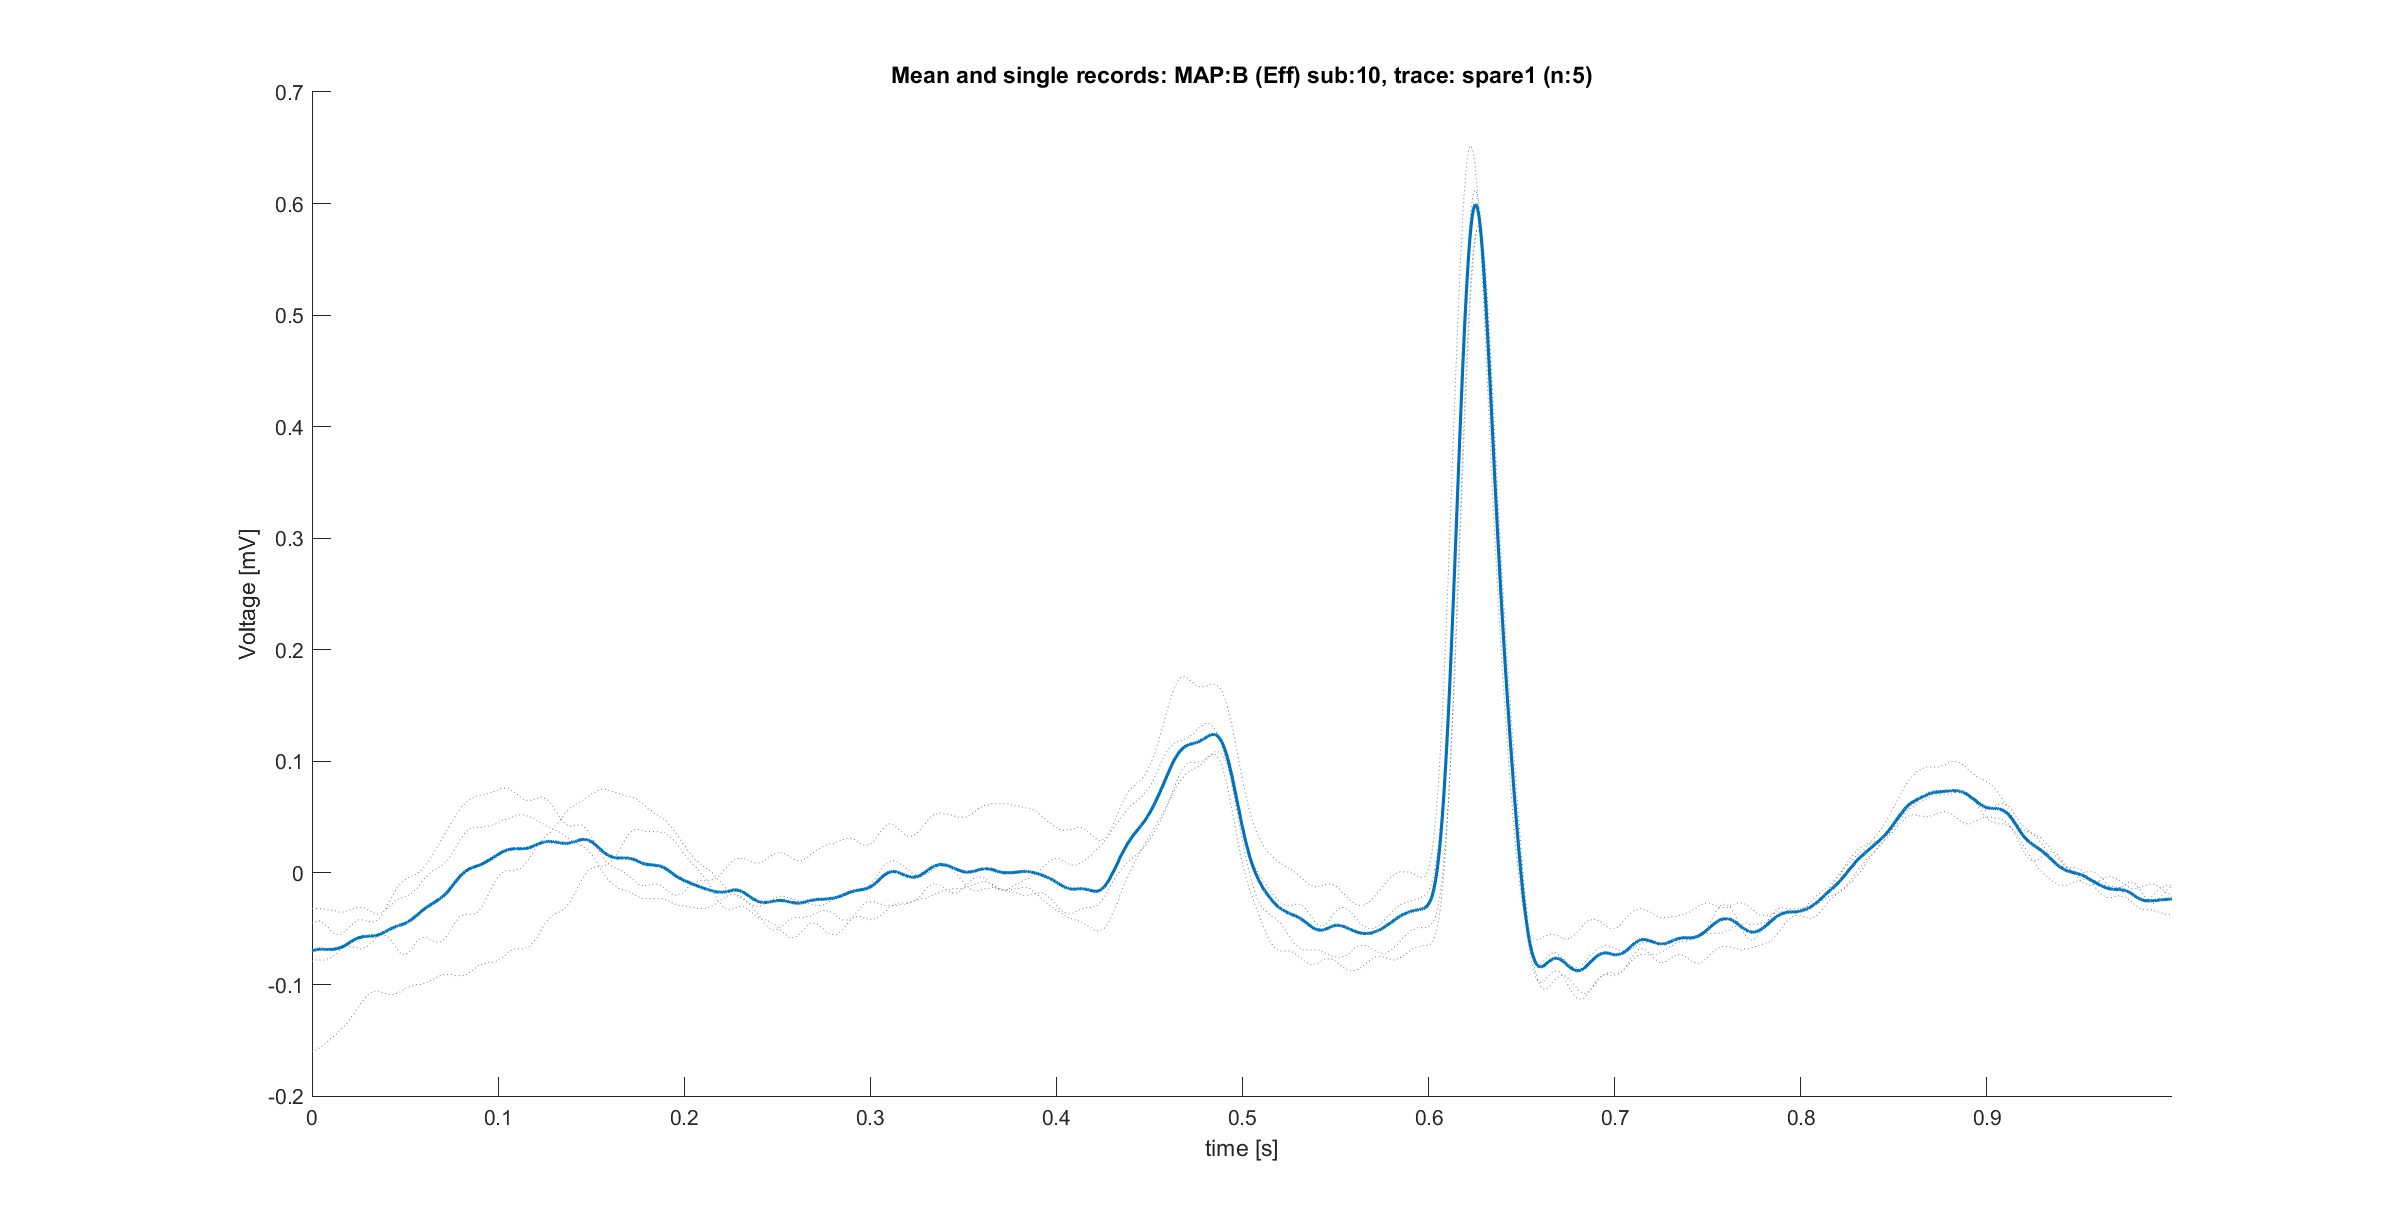 Mean and single records: MAP:B (Eff) sub:10, trace: spare1 (n:5)
0.7
0.6
0.5
0.4
0.3
0.2
0.1
0
-0.1
-0.2
Voltage [mV]
0 0.1 0.2 0.3 0.4 0.5 0.6 0.7 0.8 0.9
time [s]